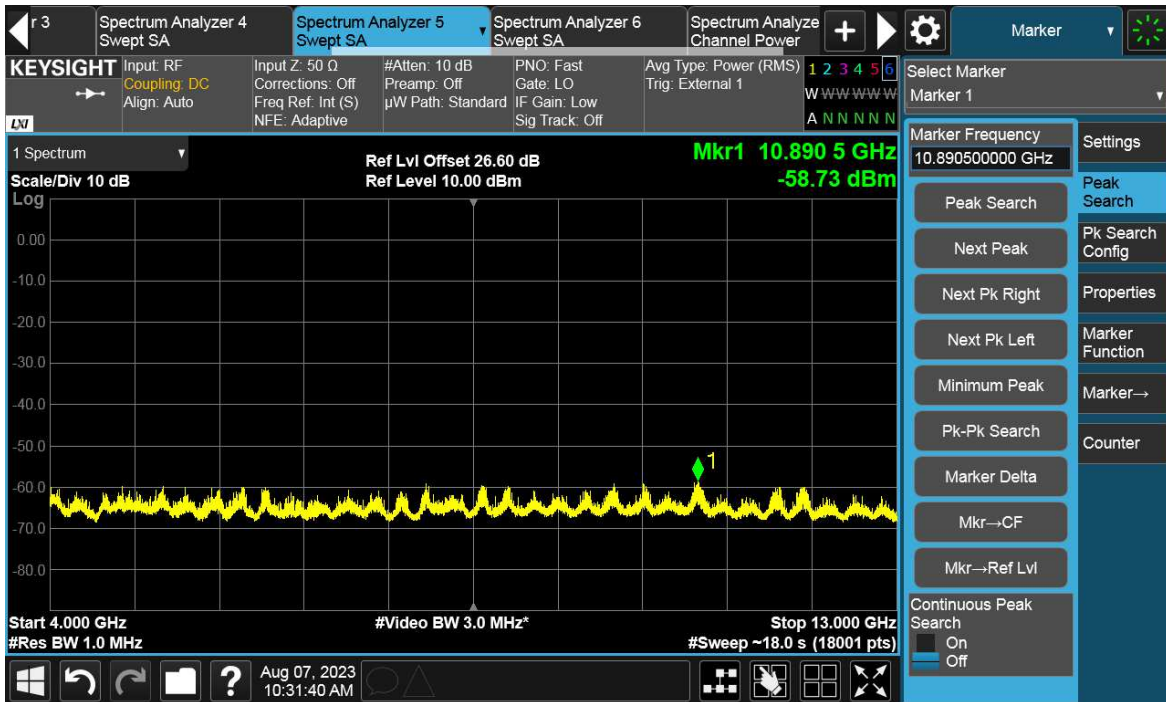 r 3
Spectrum Analyzer 4
Swept SA
Spectrum Analyzer 5
Swept SA
Spectrum Analyzer 6
Swept SA
Spectrum Analyze
Channel Power
+
Marker
KEYSIGHT
LXI
Input: RF
Coupling: DC
Align: Auto
Input Z: 50 Ω
Corrections: Off
Freq Ref: Int (S)
NFE: Adaptive
#Atten: 10 dB
Preamp: Off
µW Path: Standard
PNO: Fast
Gate: LO
IF Gain: Low
Sig Track: Off
Avg Type: Power (RMS)
Trig: External 1
1 2 3 4 5 6
W W W W W W
A N N N N N
1 Spectrum
Scale/Div 10 dB
Log
Ref Lvl Offset 26.60 dB
Ref Level 10.00 dBm
Mkr1 10.890 5 GHz
-58.73 dBm
0.00
-10.0
-20.0
-30.0
-40.0
-50.0
-60.0
-70.0
-80.0
1
Start 4.000 GHz
#Res BW 1.0 MHz
#Video BW 3.0 MHz*
Stop 13.000 GHz
#Sweep ~18.0 s (18001 pts)
Select Marker
Marker 1
Marker Frequency
10.890500000 GHz
Peak Search
Next Peak
Next Pk Right
Next Pk Left
Minimum Peak
Pk-Pk Search
Marker Delta
Mkr→CF
Mkr→Ref Lvl
Continuous Peak
Search
On
Off
Settings
Peak
Search
Pk Search
Config
Properties
Marker
Function
Marker→
Counter
?
Aug 07, 2023
10:31:40 AM